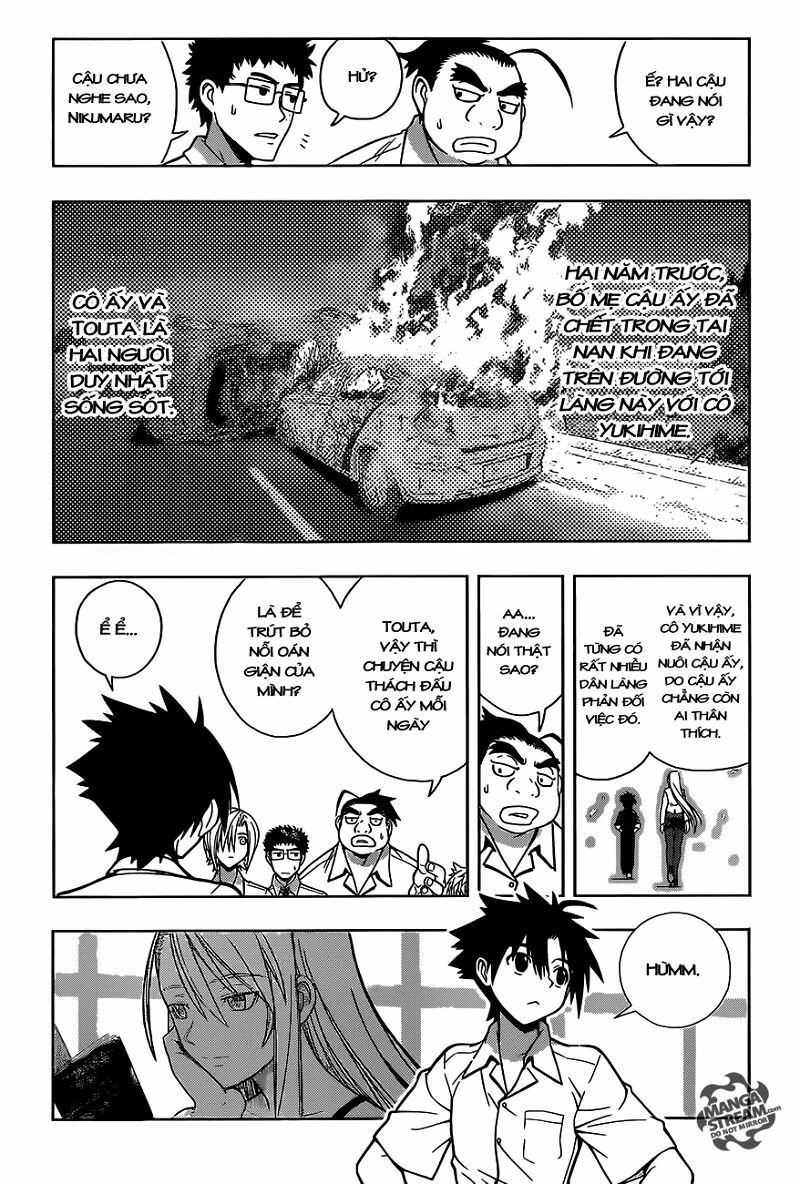 Ế? HAI CẬU
ĐANG NÓI
GÌ VẬY?
HỬ?
CẬU CHƯA
NGHE SAO,
NIKUMARU?
HAI NĂM TRƯỚC,
BỐ MẸ CẬU ẤY ĐÃ
CHẾT TRONG TAI
NẠN KHI ĐANG
TRÊN ĐƯỜNG TỚI
LÀNG NÀY VỚI CÔ
YUKIHIME.
CÔ ẤY VÀ
TOUTA LÀ
HAI NGƯỜI
DUY NHẤT
SỐNG SÓT.
VÀ VÌ VẬY,
CÔ YUKIHIME
ĐÃ NHẬN
NUÔI CẬU ẤY,
DO CẬU ẤY
CHẲNG CÒN
AI THÂN
THÍCH.
ĐÃ
TỪNG CÓ
RẤT NHIỀU
DÂN LÀNG
PHẢN ĐỐI
VIỆC ĐÓ.
AA...
ĐANG
NÓI THẬT
SAO?
TOUTA,
VẬY THÌ
CHUYỆN CẬU
THÁCH ĐẤU
CÔ ẤY MỖI
NGÀY
LÀ ĐỂ
TRÚT BỎ
NỖI OÁN
GIẬN CỦA
MÌNH?
Ể Ể...
HỪMM.
MANGA
STREAM.com
DO NOT MIRROR